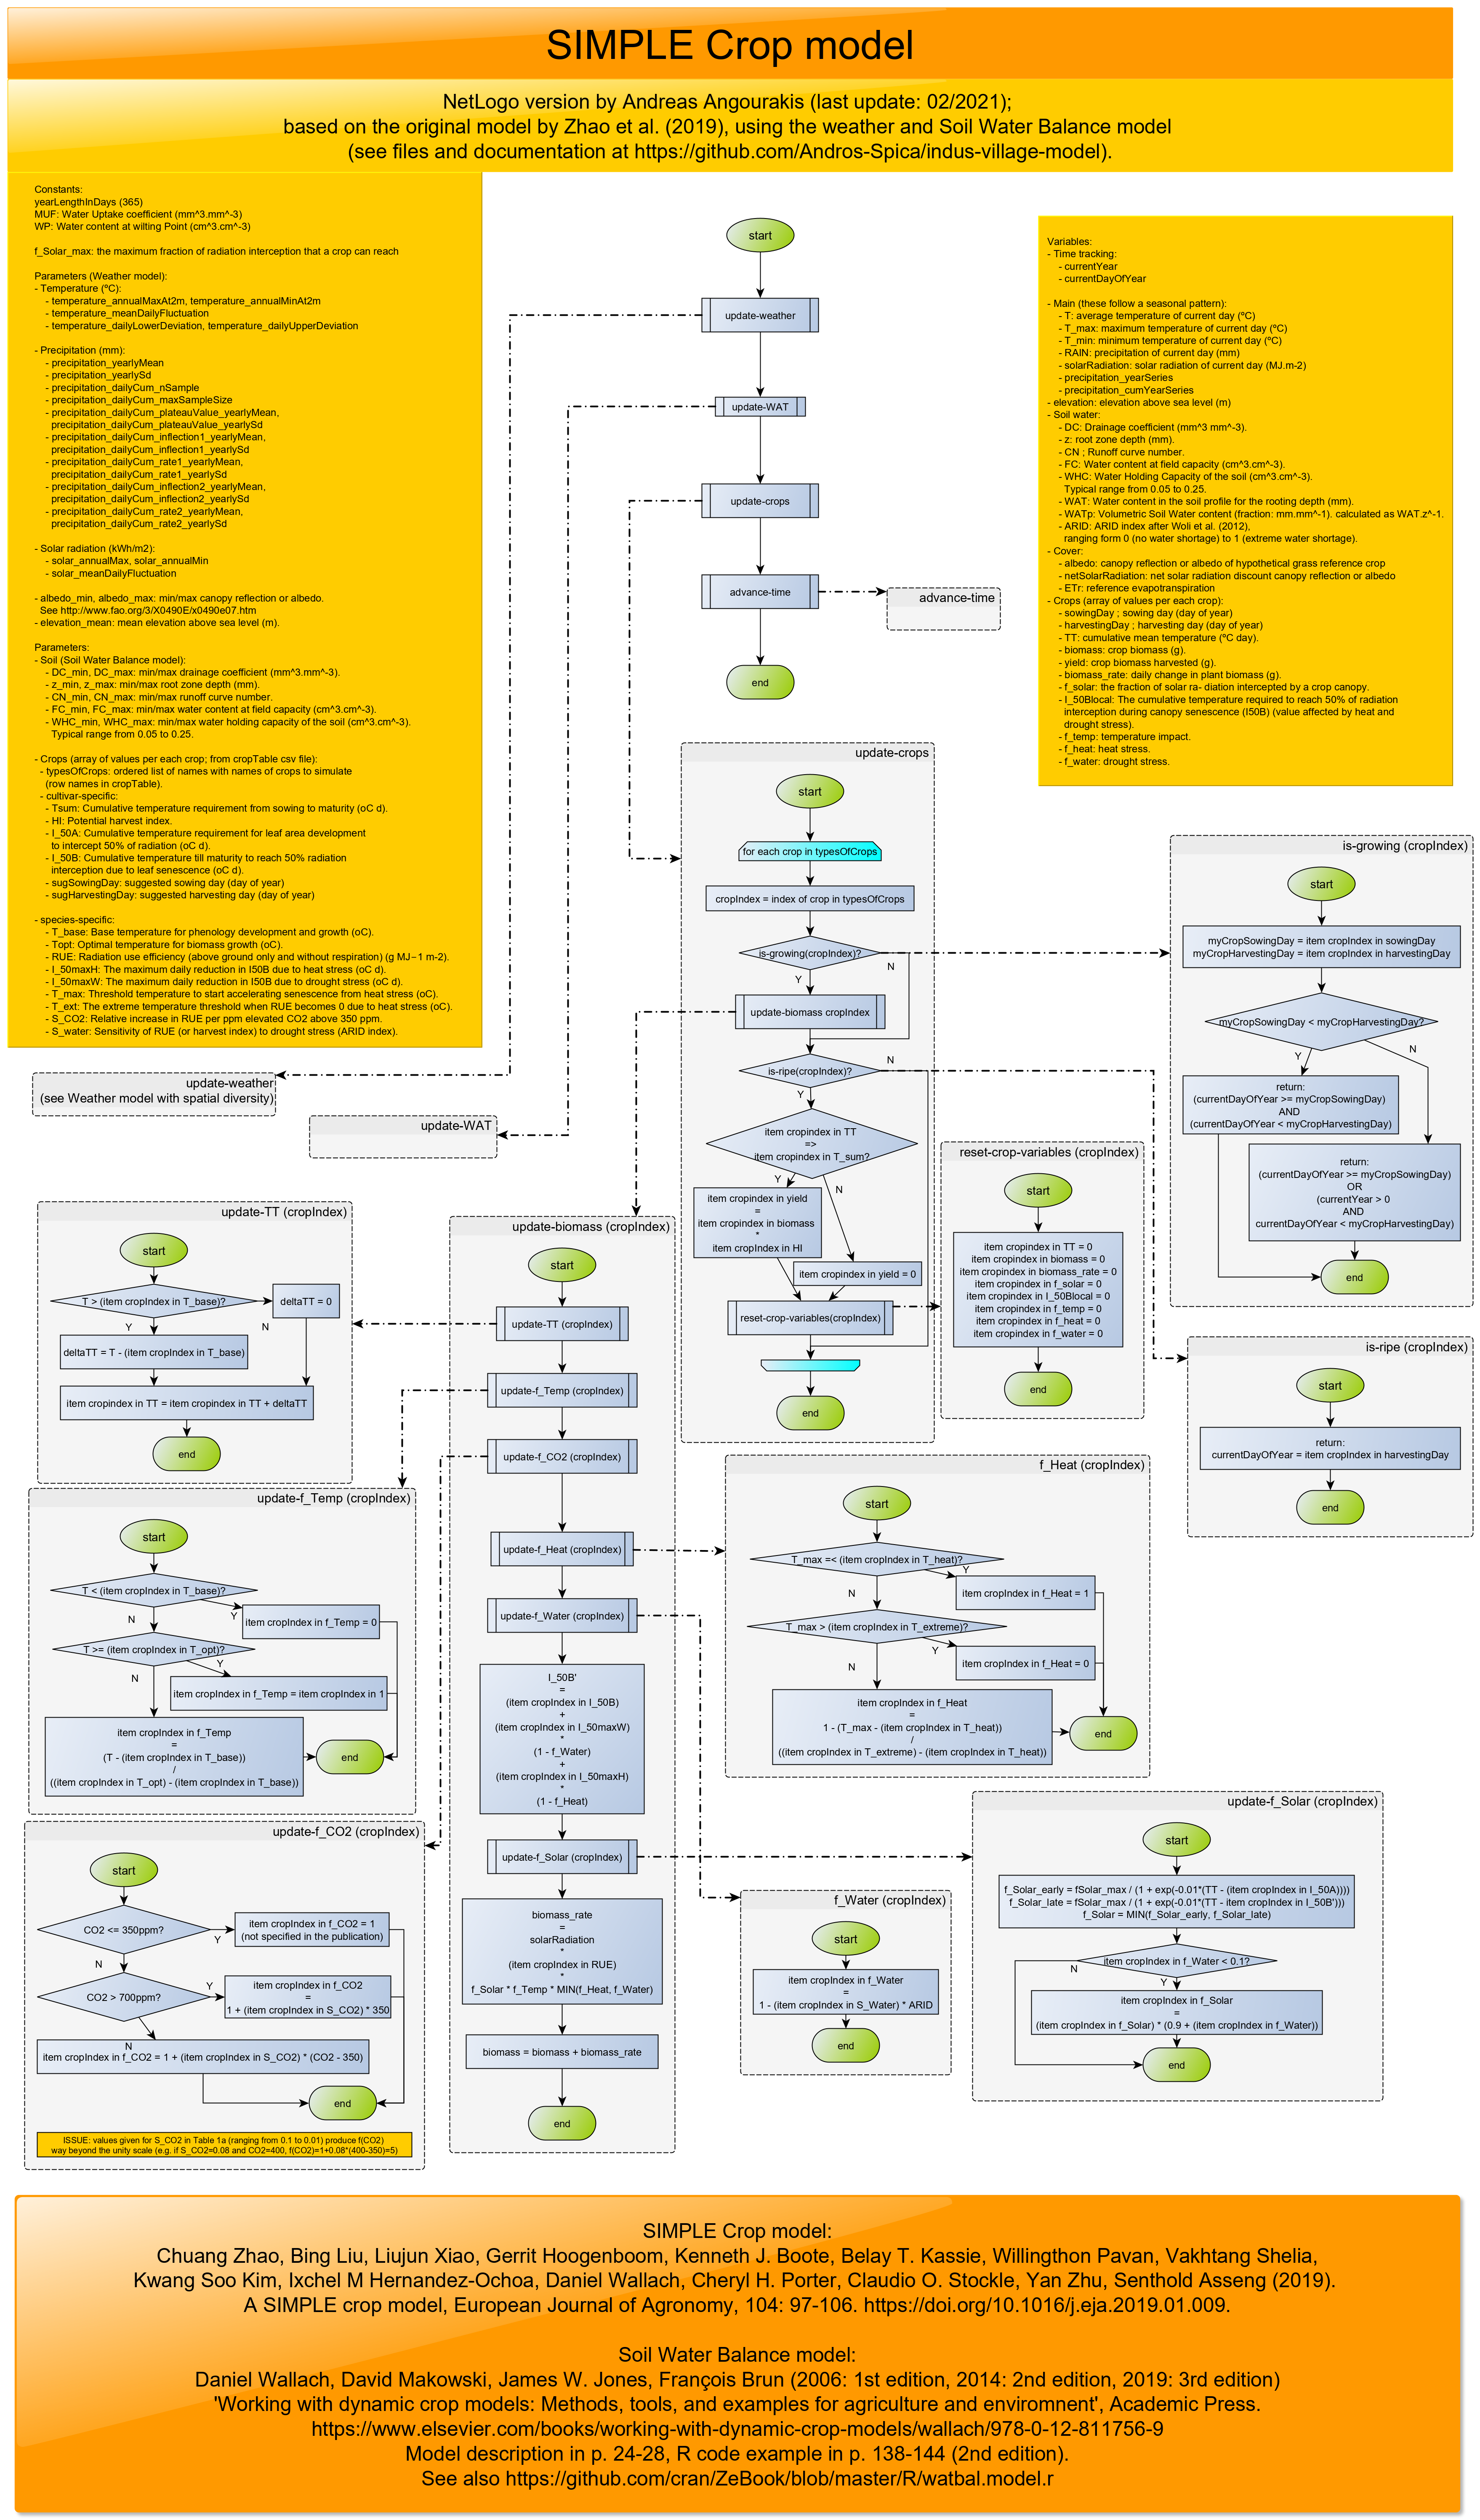 SIMPLE Crop model
NetLogo version by Andreas Angourakis (last update: 02/2021);
based on the original model by Zhao et al. (2019), using the weather and Soil Water Balance model
(see files and documentation at https://github.com/Andros-Spica/indus-village-model).
Constants:
yearLengthInDays (365)
MUF: Water Uptake coefficient (mm^3.mm^-3)
WP: Water content at wilting Point (cm^3.cm^-3)
f_Solar_max: the maximum fraction of radiation interception that a crop can reach
Parameters (Weather model):
- Temperature (ºC):
- temperature_annualMaxAt2m, temperature_annualMinAt2m
- temperature_meanDailyFluctuation
- temperature_dailyLowerDeviation, temperature_dailyUpperDeviation
- Precipitation (mm):
- precipitation_yearlyMean
- precipitation_yearlySd
- precipitation_dailyCum_nSample
- precipitation_dailyCum_maxSampleSize
- precipitation_dailyCum_plateauValue_yearlyMean,
precipitation_dailyCum_plateauValue_yearlySd
- precipitation_dailyCum_inflection1_yearlyMean,
precipitation_dailyCum_inflection1_yearlySd
- precipitation_dailyCum_rate1_yearlyMean,
precipitation_dailyCum_rate1_yearlySd
- precipitation_dailyCum_inflection2_yearlyMean,
precipitation_dailyCum_inflection2_yearlySd
- precipitation_dailyCum_rate2_yearlyMean,
precipitation_dailyCum_rate2_yearlySd
- Solar radiation (kWh/m2):
- solar_annualMax, solar_annualMin
- solar_meanDailyFluctuation
- albedo_min, albedo_max: min/max canopy reflection or albedo.
See http://www.fao.org/3/X0490E/x0490e07.htm
- elevation_mean: mean elevation above sea level (m).
Parameters:
- Soil (Soil Water Balance model):
- DC_min, DC_max: min/max drainage coefficient (mm^3.mm^-3).
- z_min, z_max: min/max root zone depth (mm).
- CN_min, CN_max: min/max runoff curve number.
- FC_min, FC_max: min/max water content at field capacity (cm^3.cm^-3).
- WHC_min, WHC_max: min/max water holding capacity of the soil (cm^3.cm^-3).
Typical range from 0.05 to 0.25.
- Crops (array of values per each crop; from cropTable csv file):
- typesOfCrops: ordered list of names with names of crops to simulate
(row names in cropTable).
- cultivar-specific:
- Tsum: Cumulative temperature requirement from sowing to maturity (oC d).
- HI: Potential harvest index.
- I_50A: Cumulative temperature requirement for leaf area development
to intercept 50% of radiation (oC d).
- I_50B: Cumulative temperature till maturity to reach 50% radiation
interception due to leaf senescence (oC d).
- sugSowingDay: suggested sowing day (day of year)
- sugHarvestingDay: suggested harvesting day (day of year)
- species-specific:
- T_base: Base temperature for phenology development and growth (oC).
- Topt: Optimal temperature for biomass growth (oC).
- RUE: Radiation use efficiency (above ground only and without respiration) (g MJ−1 m-2).
- I_50maxH: The maximum daily reduction in I50B due to heat stress (oC d).
- I_50maxW: The maximum daily reduction in I50B due to drought stress (oC d).
- T_max: Threshold temperature to start accelerating senescence from heat stress (oC).
- T_ext: The extreme temperature threshold when RUE becomes 0 due to heat stress (oC).
- S_CO2: Relative increase in RUE per ppm elevated CO2 above 350 ppm.
- S_water: Sensitivity of RUE (or harvest index) to drought stress (ARID index).
start
update-weather
update-WAT
update-crops
advance-time
advance-time
end
Variables:
- Time tracking:
- currentYear
- currentDayOfYear
- Main (these follow a seasonal pattern):
- T: average temperature of current day (ºC)
- T_max: maximum temperature of current day (ºC)
- T_min: minimum temperature of current day (ºC)
- RAIN: precipitation of current day (mm)
- solarRadiation: solar radiation of current day (MJ.m-2)
- precipitation_yearSeries
- precipitation_cumYearSeries
- elevation: elevation above sea level (m)
- Soil water:
- DC: Drainage coefficient (mm^3 mm^-3).
- z: root zone depth (mm).
- CN ; Runoff curve number.
- FC: Water content at field capacity (cm^3.cm^-3).
- WHC: Water Holding Capacity of the soil (cm^3.cm^-3).
Typical range from 0.05 to 0.25.
- WAT: Water content in the soil profile for the rooting depth (mm).
- WATp: Volumetric Soil Water content (fraction: mm.mm^-1). calculated as WAT.z^-1.
- ARID: ARID index after Woli et al. (2012),
ranging form 0 (no water shortage) to 1 (extreme water shortage).
- Cover:
- albedo: canopy reflection or albedo of hypothetical grass reference crop
- netSolarRadiation: net solar radiation discount canopy reflection or albedo
- ETr: reference evapotranspiration
- Crops (array of values per each crop):
- sowingDay ; sowing day (day of year)
- harvestingDay ; harvesting day (day of year)
- TT: cumulative mean temperature (ºC day).
- biomass: crop biomass (g).
- yield: crop biomass harvested (g).
- biomass_rate: daily change in plant biomass (g).
- f_solar: the fraction of solar ra- diation intercepted by a crop canopy.
- I_50Blocal: The cumulative temperature required to reach 50% of radiation
interception during canopy senescence (I50B) (value affected by heat and
drought stress).
- f_temp: temperature impact.
- f_heat: heat stress.
- f_water: drought stress.
update-weather
(see Weather model with spatial diversity)
update-WAT
update-crops
start
for each crop in typesOfCrops
cropIndex = index of crop in typesOfCrops
is-growing(cropIndex)?
N
Y
update-biomass cropIndex
is-ripe(cropIndex)?
N
Y
item cropindex in TT
=>
item cropindex in T_sum?
Y
N
item cropindex in yield
=
item cropindex in biomass
*
item cropIndex in HI
item cropindex in yield = 0
reset-crop-variables(cropIndex)
end
is-growing (cropIndex)
start
myCropSowingDay = item cropIndex in sowingDay
myCropHarvestingDay = item cropIndex in harvestingDay
myCropSowingDay < myCropHarvestingDay?
Y
N
return:
(currentDayOfYear >= myCropSowingDay)
AND
(currentDayOfYear < myCropHarvestingDay)
return:
(currentDayOfYear >= myCropSowingDay)
OR
(currentYear > 0
AND
currentDayOfYear < myCropHarvestingDay)
end
reset-crop-variables (cropIndex)
start
item cropindex in TT = 0
item cropindex in biomass = 0
item cropindex in biomass_rate = 0
item cropindex in f_solar = 0
item cropindex in I_50Blocal = 0
item cropindex in f_temp = 0
item cropindex in f_heat = 0
item cropindex in f_water = 0
end
is-ripe (cropIndex)
start
return:
currentDayOfYear = item cropIndex in harvestingDay
end
update-TT (cropIndex)
start
T > (item cropIndex in T_base)?
deltaTT = 0
Y
N
deltaTT = T - (item cropIndex in T_base)
item cropindex in TT = item cropindex in TT + deltaTT
end
update-biomass (cropIndex)
start
update-TT (cropIndex)
update-f_Temp (cropIndex)
update-f_CO2 (cropIndex)
update-f_Heat (cropIndex)
update-f_Water (cropIndex)
I_50B'
=
(item cropIndex in I_50B)
+
(item cropIndex in I_50maxW)
*
(1 - f_Water)
+
(item cropIndex in I_50maxH)
*
(1 - f_Heat)
update-f_Solar (cropIndex)
biomass_rate
=
solarRadiation
*
(item cropIndex in RUE)
*
f_Solar * f_Temp * MIN(f_Heat, f_Water)
biomass = biomass + biomass_rate
end
update-f_Temp (cropIndex)
start
T < (item cropIndex in T_base)?
N
Y
item cropIndex in f_Temp = 0
T >= (item cropIndex in T_opt)?
N
Y
item cropIndex in f_Temp = item cropIndex in 1
item cropIndex in f_Temp
=
(T - (item cropIndex in T_base))
/
((item cropIndex in T_opt) - (item cropIndex in T_base))
end
f_Heat (cropIndex)
start
T_max =< (item cropIndex in T_heat)?
Y
N
item cropIndex in f_Heat = 1
T_max > (item cropIndex in T_extreme)?
Y
N
item cropIndex in f_Heat = 0
item cropIndex in f_Heat
=
1 - (T_max - (item cropIndex in T_heat))
/
((item cropIndex in T_extreme) - (item cropIndex in T_heat))
end
update-f_CO2 (cropIndex)
start
CO2 <= 350ppm?
Y
N
item cropIndex in f_CO2 = 1
(not specified in the publication)
CO2 > 700ppm?
Y
item cropIndex in f_CO2
=
1 + (item cropIndex in S_CO2) * 350
N
item cropIndex in f_CO2 = 1 + (item cropIndex in S_CO2) * (CO2 - 350)
end
ISSUE: values given for S_CO2 in Table 1a (ranging from 0.1 to 0.01) produce f(CO2)
way beyond the unity scale (e.g. if S_CO2=0.08 and CO2=400, f(CO2)=1+0.08*(400-350)=5)
f_Water (cropIndex)
start
item cropIndex in f_Water
=
1 - (item cropIndex in S_Water) * ARID
end
update-f_Solar (cropIndex)
start
f_Solar_early = fSolar_max / (1 + exp(-0.01*(TT - (item cropIndex in I_50A))))
f_Solar_late = fSolar_max / (1 + exp(-0.01*(TT - item cropIndex in I_50B')))
f_Solar = MIN(f_Solar_early, f_Solar_late)
item cropIndex in f_Water < 0.1?
N
Y
item cropIndex in f_Solar
=
(item cropIndex in f_Solar) * (0.9 + (item cropIndex in f_Water))
end
SIMPLE Crop model:
Chuang Zhao, Bing Liu, Liujun Xiao, Gerrit Hoogenboom, Kenneth J. Boote, Belay T. Kassie, Willingthon Pavan, Vakhtang Shelia,
Kwang Soo Kim, Ixchel M Hernandez-Ochoa, Daniel Wallach, Cheryl H. Porter, Claudio O. Stockle, Yan Zhu, Senthold Asseng (2019).
A SIMPLE crop model, European Journal of Agronomy, 104: 97-106. https://doi.org/10.1016/j.eja.2019.01.009.
Soil Water Balance model:
Daniel Wallach, David Makowski, James W. Jones, François Brun (2006: 1st edition, 2014: 2nd edition, 2019: 3rd edition)
'Working with dynamic crop models: Methods, tools, and examples for agriculture and enviromnent', Academic Press.
https://www.elsevier.com/books/working-with-dynamic-crop-models/wallach/978-0-12-811756-9
Model description in p. 24-28, R code example in p. 138-144 (2nd edition).
See also https://github.com/cran/ZeBook/blob/master/R/watbal.model.r